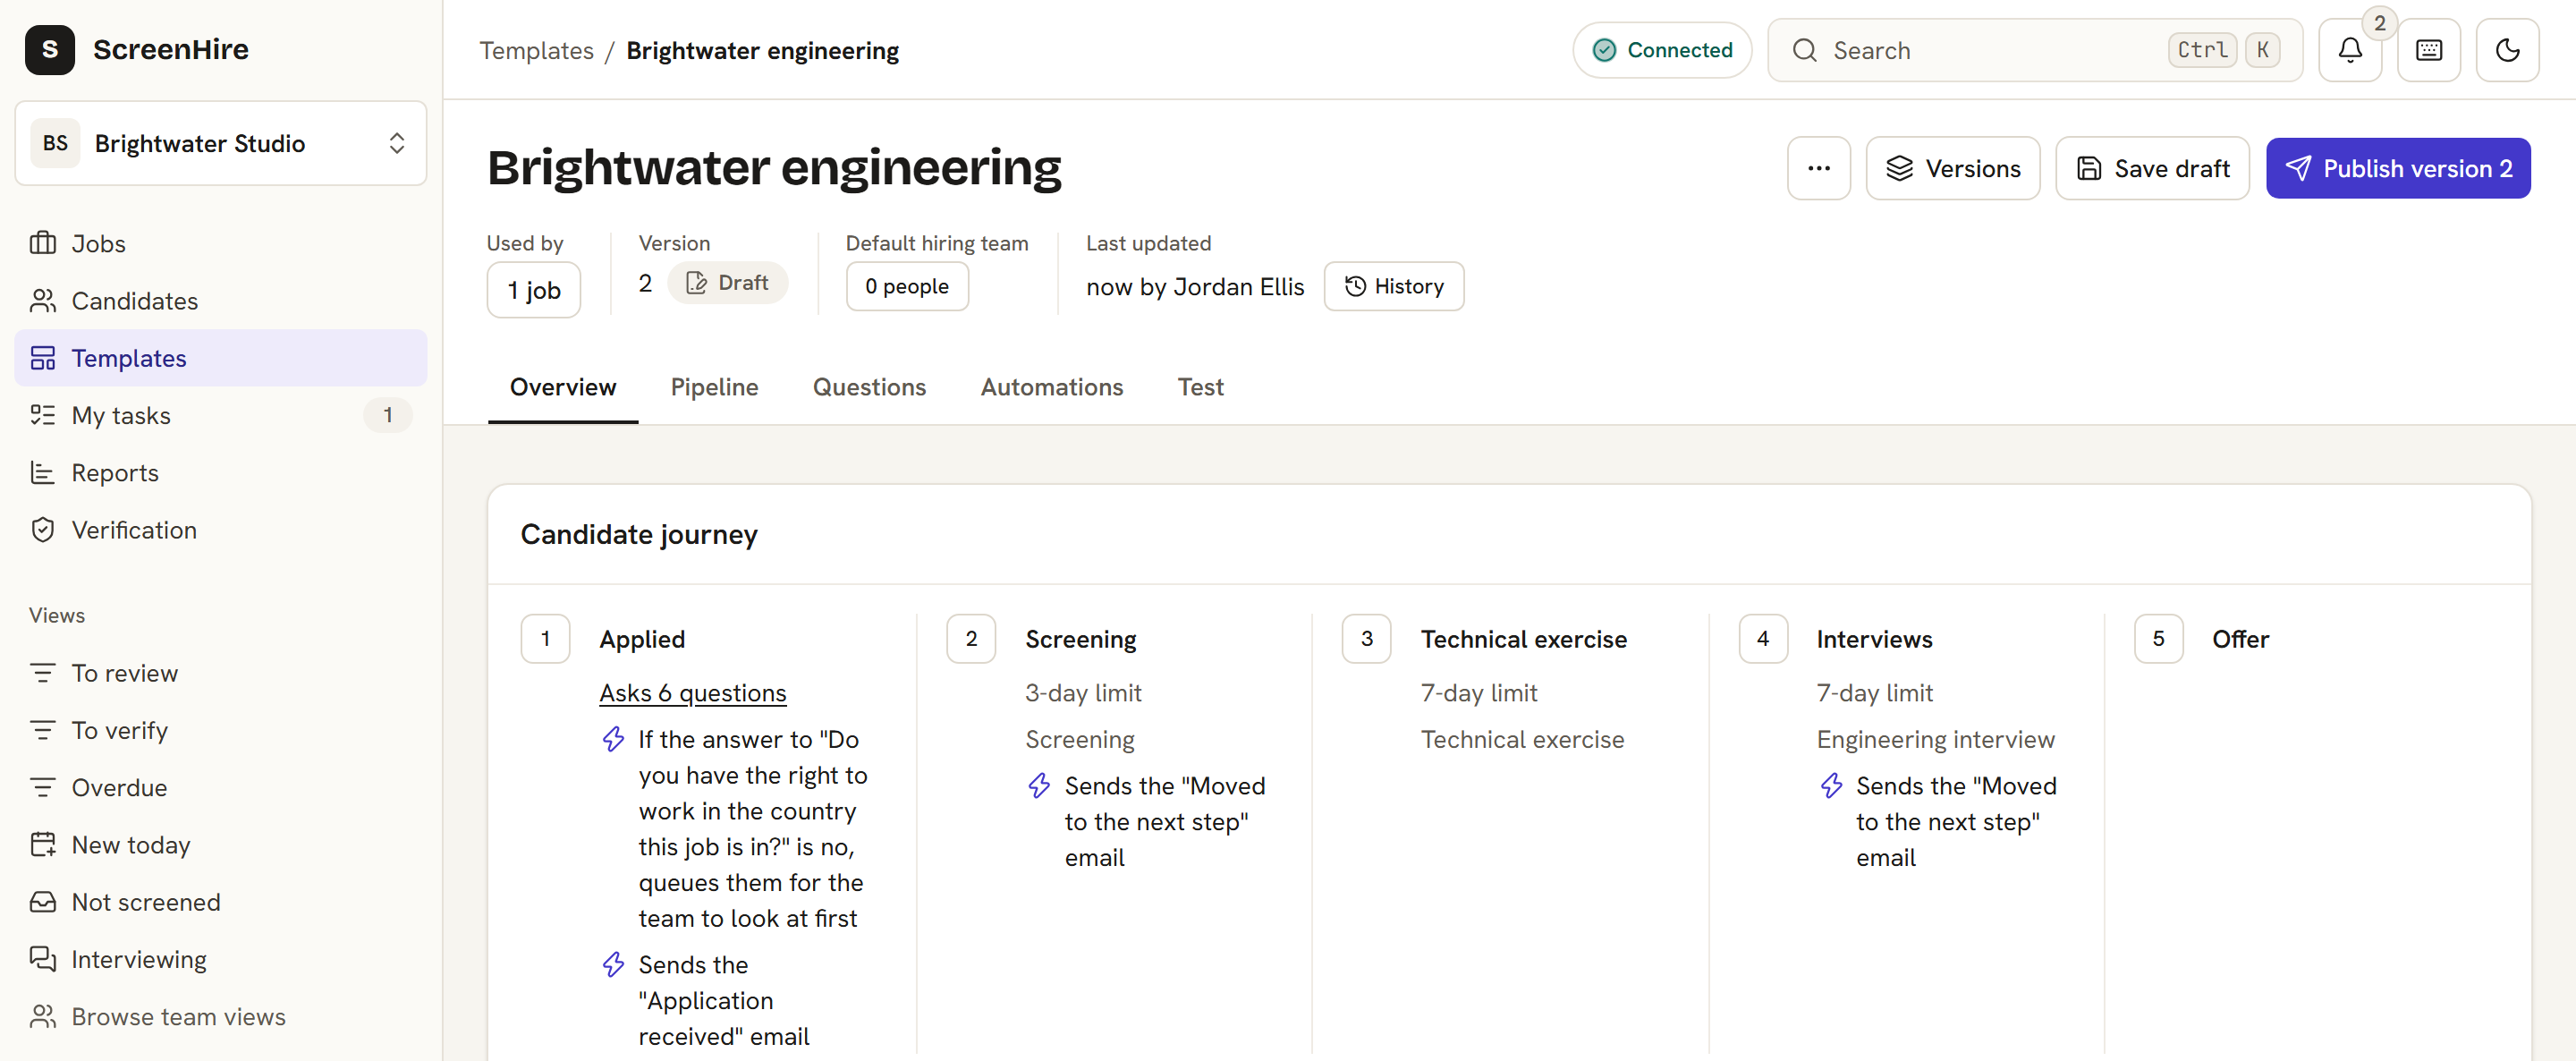 S ScreenHire
BS Brightwater Studio
Jobs
Candidates
Templates
My tasks 1
Reports
Verification
Views
To review
To verify
Overdue
New today
Not screened
Interviewing
Browse team views
Templates / Brightwater engineering
Connected
Search Ctrl K
2
Brightwater engineering
... Versions Save draft Publish version 2
Used by
1 job
Version
2 Draft
Default hiring team
0 people
Last updated
now by Jordan Ellis History
Overview Pipeline Questions Automations Test
Candidate journey
1 Applied
Asks 6 questions
If the answer to "Do
you have the right to
work in the country
this job is in?" is no,
queues them for the
team to look at first
Sends the
"Application
received" email
2 Screening
3-day limit
Screening
Sends the "Moved
to the next step"
email
3 Technical exercise
7-day limit
Technical exercise
4 Interviews
7-day limit
Engineering interview
Sends the "Moved
to the next step"
email
5 Offer